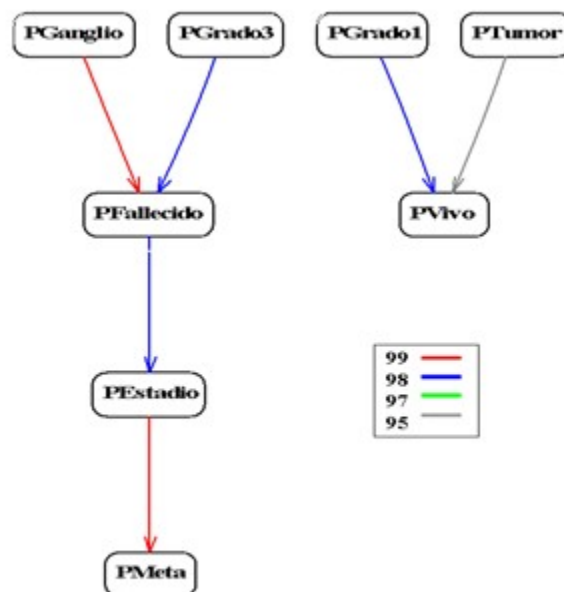 PGanglio PGrado3 PGrado1 PTumor
PFallecido PVivo
99
98
PEstadio 97
95
PMeta